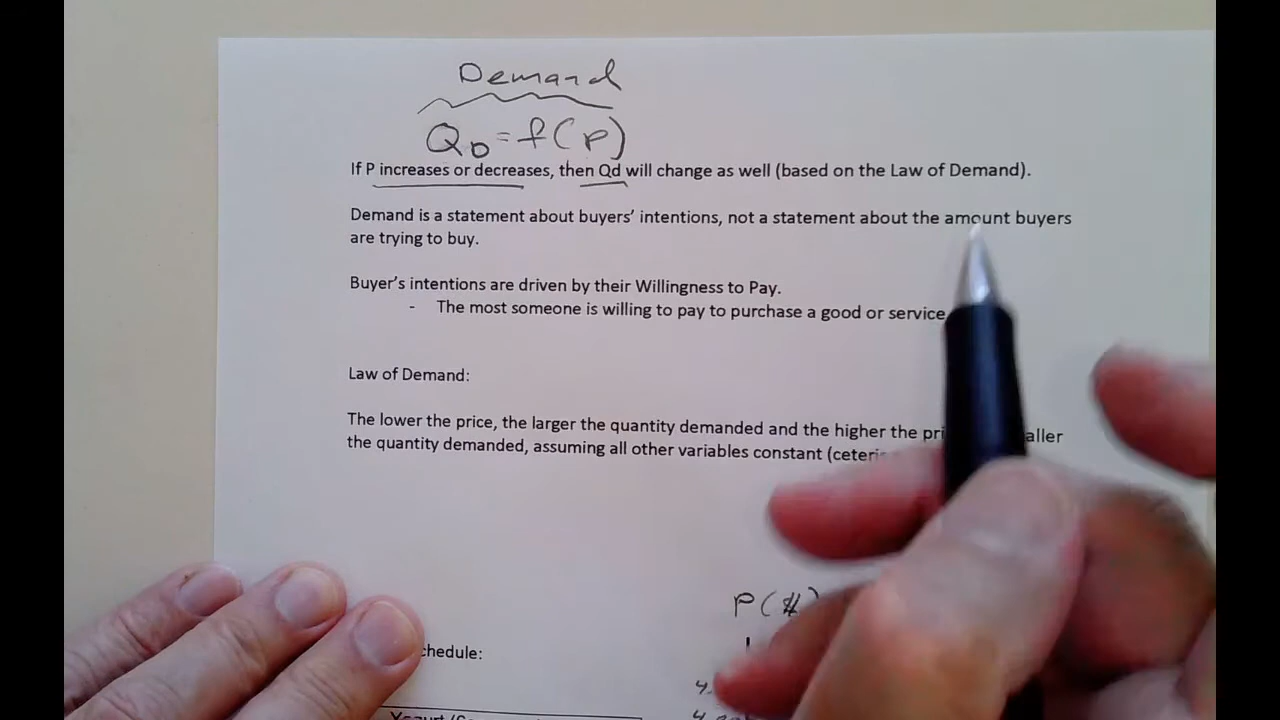 Demand
QD = f(P)
If P increases or decreases, then Qd will change as well (based on the Law of Demand).
Demand is a statement about buyers' intentions, not a statement about the amount buyers
are trying to buy.
Buyer's intentions are driven by their Willingness to Pay.
- The most someone is willing to pay to purchase a good or service
Law of Demand:
The lower the price, the larger the quantity demanded and the higher the
the quantity demanded, assuming all other variables constant
P($)